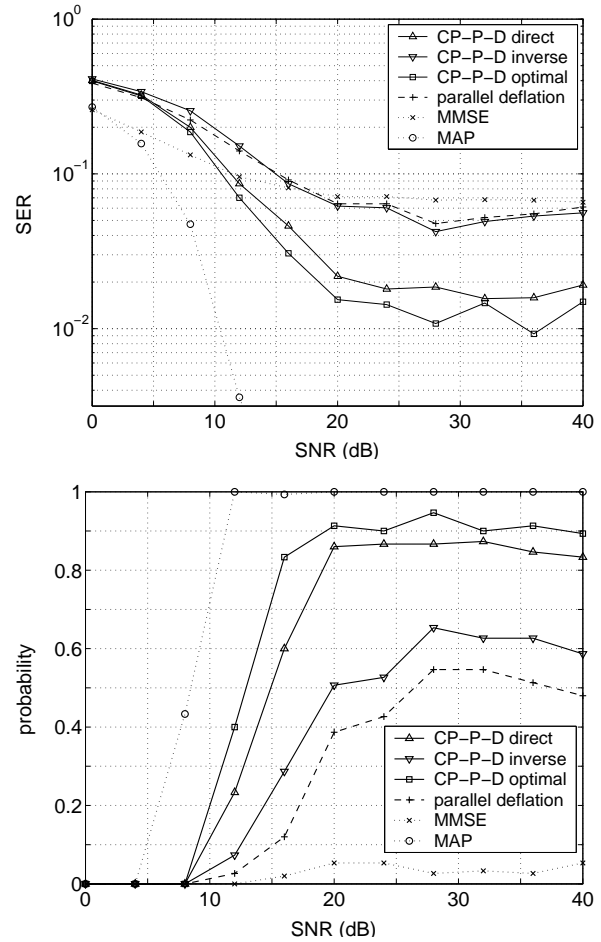 10^0
10^-1
10^-2
SER
0 10 20 30 40
SNR (dB)
CP-P-D direct
CP-P-D inverse
CP-P-D optimal
parallel deflation
MMSE
MAP
1
0.8
0.6
0.4
0.2
0
probability
0 10 20 30 40
SNR (dB)
CP-P-D direct
CP-P-D inverse
CP-P-D optimal
parallel deflation
MMSE
MAP